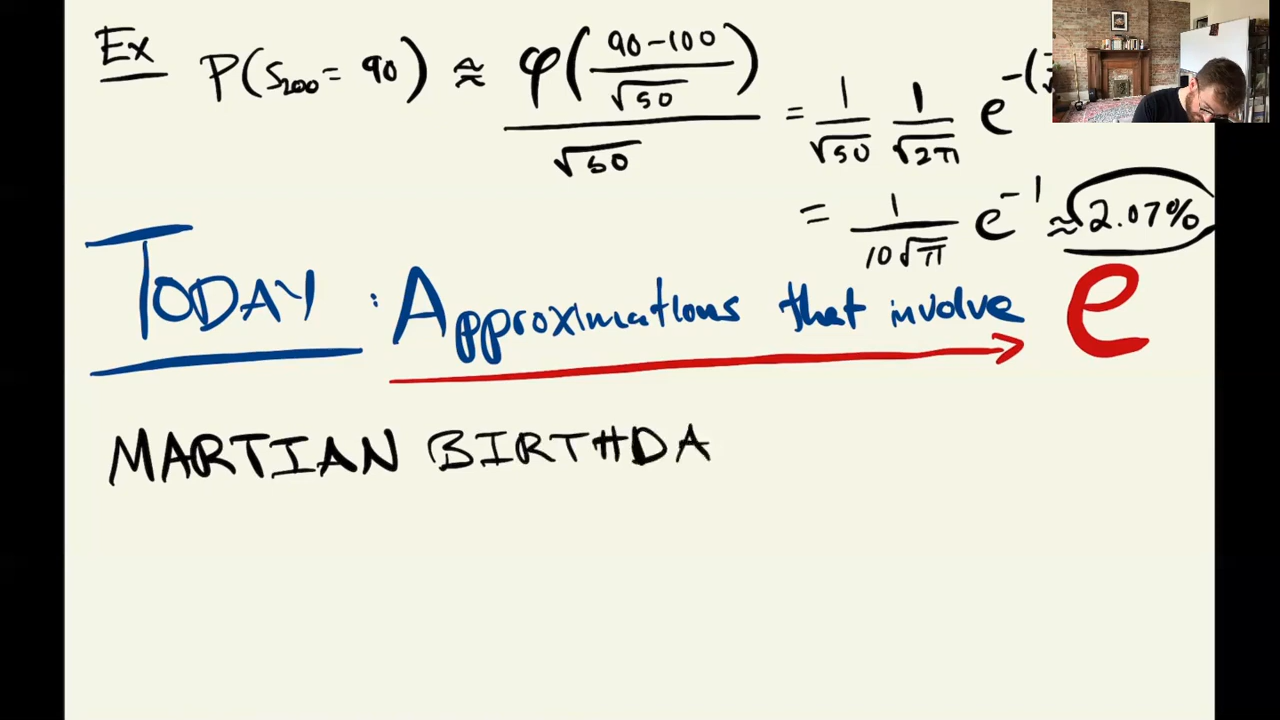 Ex P(S₂₀₀ = 90) ≈ φ((90-100)/√50)/√50 = 1/√50 1/√2π e^-(
= 1/(10√π) e^-1 ≈ 2.07%
TODAY : Approximations that involve e
MARTIAN BIRTHDA